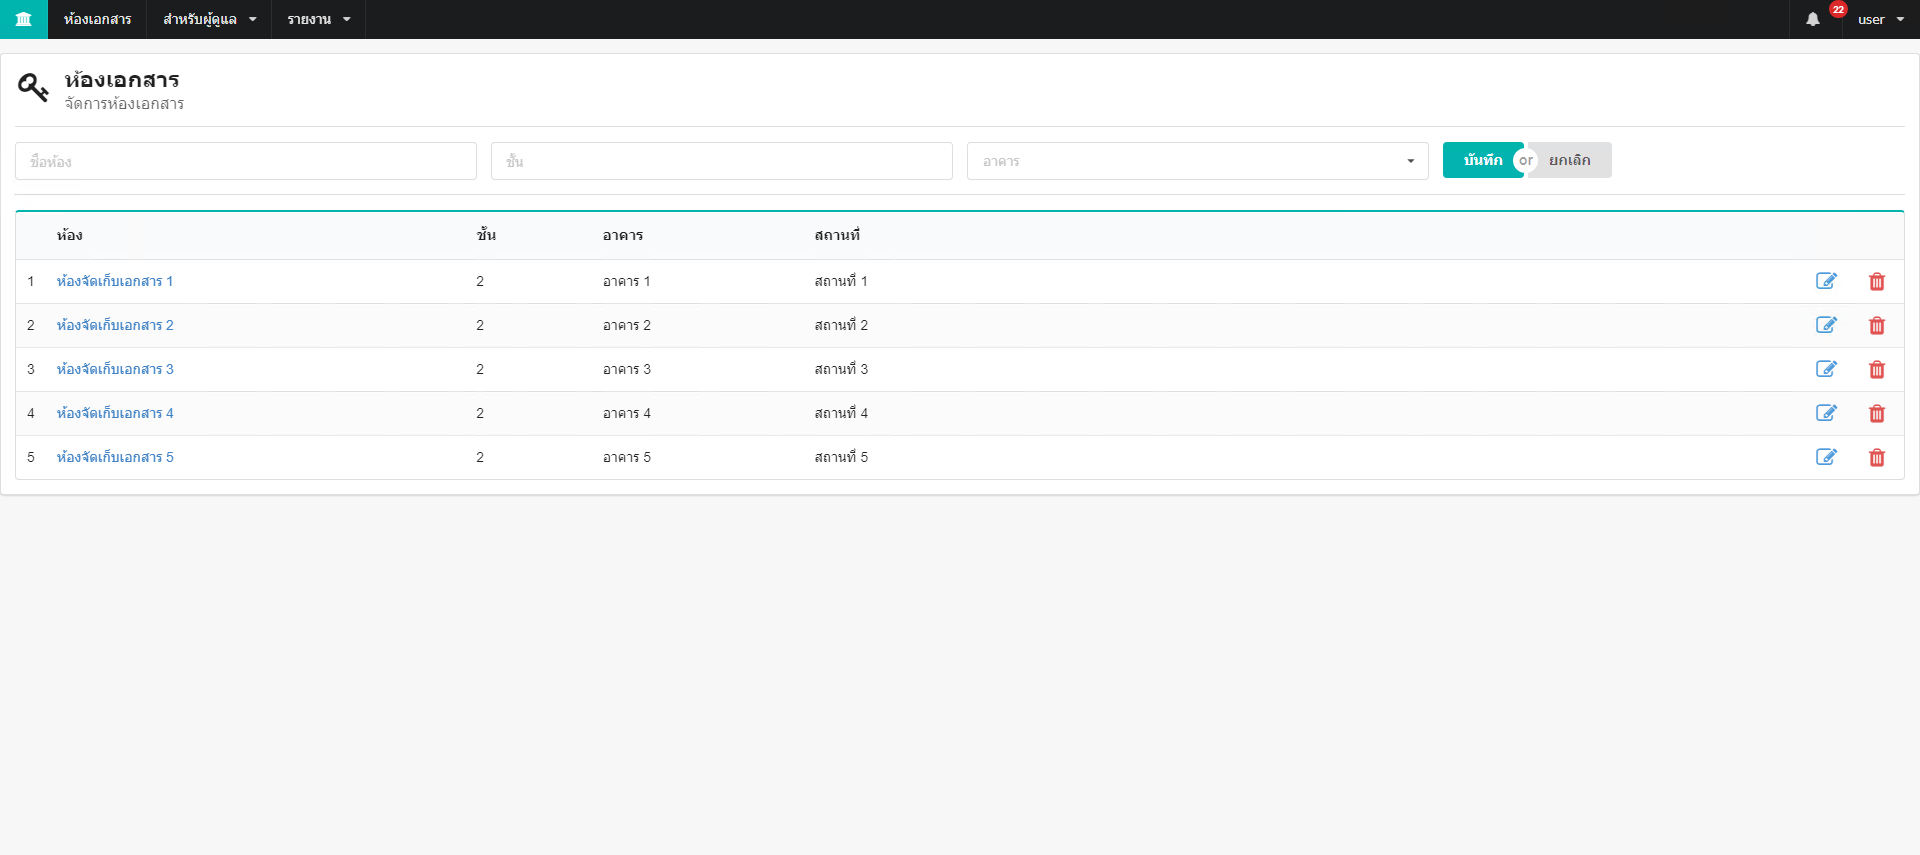 ห้องเอกสาร สำหรับผู้ดูแล รายงาน 22 user
ห้องเอกสาร
จัดการห้องเอกสาร
ชื่อห้อง ชั้น อาคาร บันทึก or ยกเลิก
ห้อง ชั้น อาคาร สถานที่
1 ห้องจัดเก็บเอกสาร 1 2 อาคาร 1 สถานที่ 1
2 ห้องจัดเก็บเอกสาร 2 2 อาคาร 2 สถานที่ 2
3 ห้องจัดเก็บเอกสาร 3 2 อาคาร 3 สถานที่ 3
4 ห้องจัดเก็บเอกสาร 4 2 อาคาร 4 สถานที่ 4
5 ห้องจัดเก็บเอกสาร 5 2 อาคาร 5 สถานที่ 5